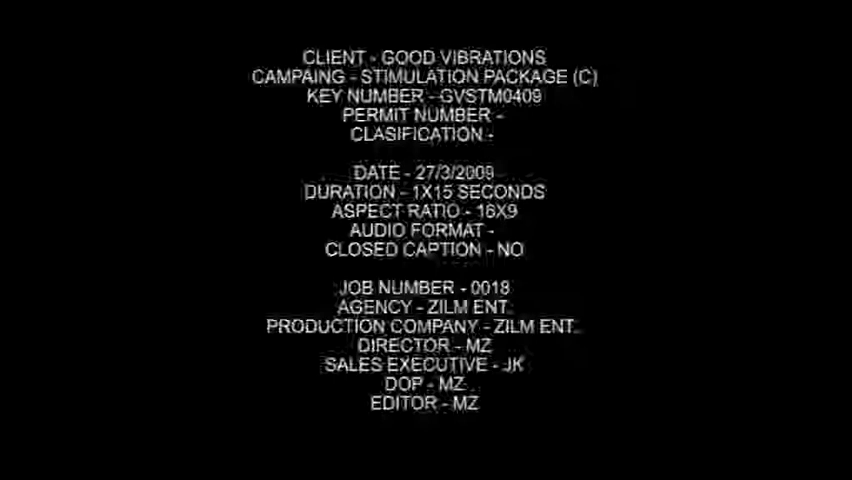 CLIENT - GOOD VIBRATIONS
CAMPAING - STIMULATION PACKAGE (C)
KEY NUMBER - GVSTM0409
PERMIT NUMBER -
CLASIFICATION -
DATE - 27/3/2009
DURATION - 1X15 SECONDS
ASPECT RATIO - 16X9
AUDIO FORMAT -
CLOSED CAPTION - NO
JOB NUMBER - 0018
AGENCY - ZILM ENT.
PRODUCTION COMPANY - ZILM ENT.
DIRECTOR - MZ
SALES EXECUTIVE - JK
DOP - MZ
EDITOR - MZ